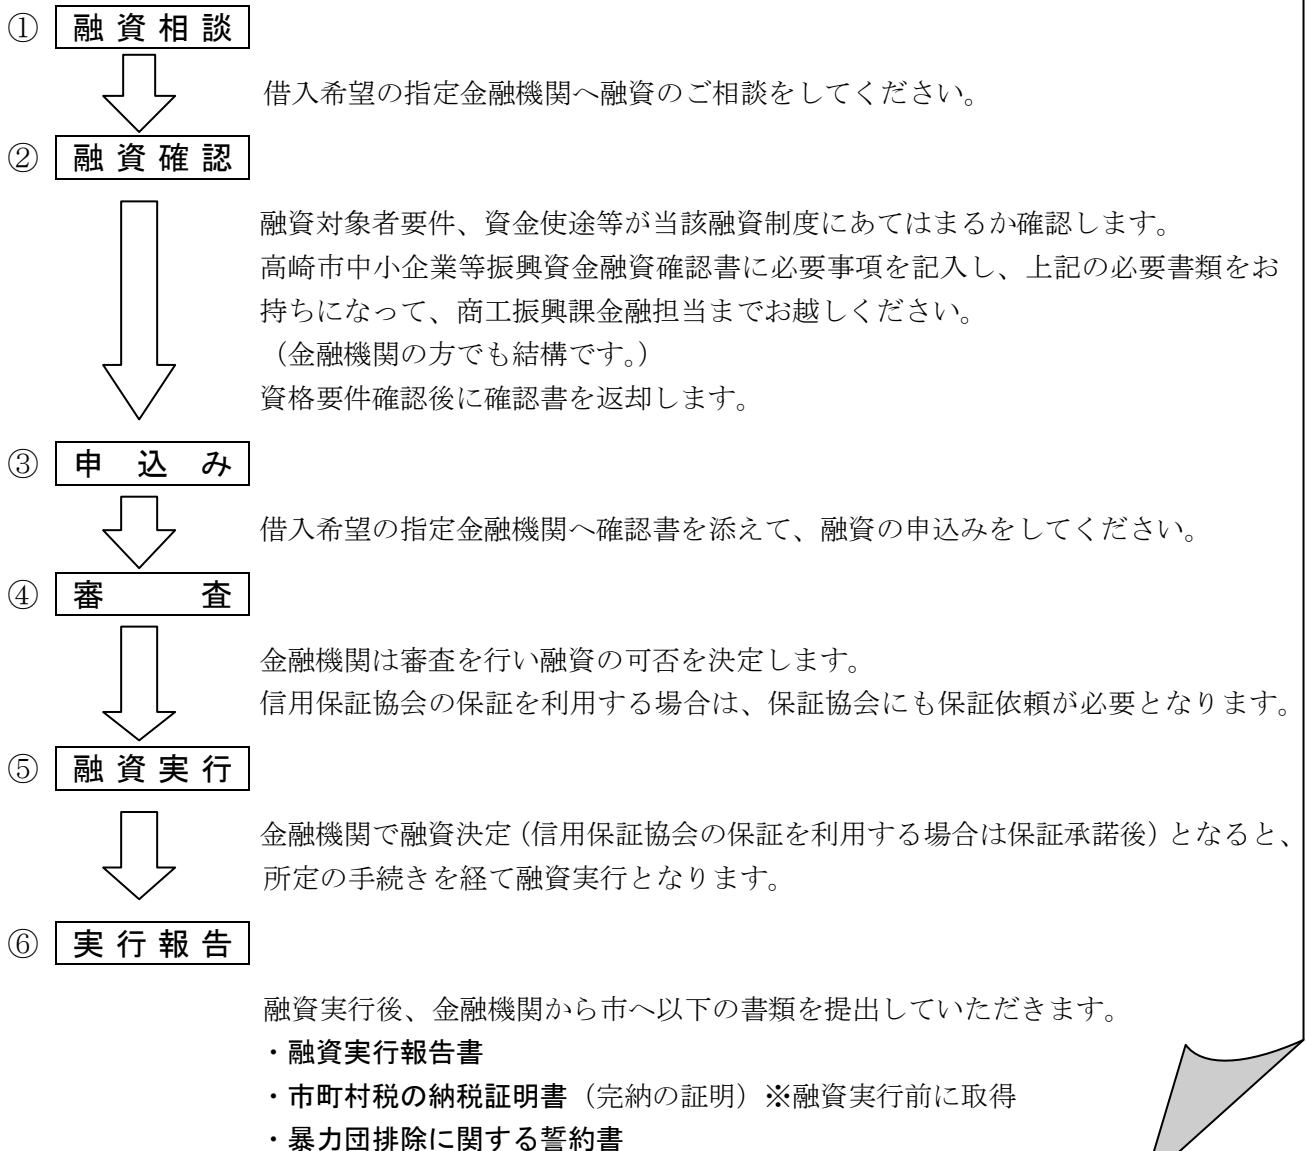 ① 融資相談
借入希望の指定金融機関へ融資のご相談をしてください。
② 融資確認
融資対象者要件、資金使途等が当該融資制度にあてはまるか確認します。
高崎市中小企業等振興資金融資確認書に必要事項を記入し、上記の必要書類をお
持ちになって、商工振興課金融担当までお越しください。
（金融機関の方でも結構です。）
資格要件確認後に確認書を返却します。
③ 申込み
借入希望の指定金融機関へ確認書を添えて、融資の申込みをしてください。
④ 審査
金融機関は審査を行い融資の可否を決定します。
信用保証協会の保証を利用する場合は、保証協会にも保証依頼が必要となります。
⑤ 融資実行
金融機関で融資決定（信用保証協会の保証を利用する場合は保証承諾後）となると、
所定の手続きを経て融資実行となります。
⑥ 実行報告
融資実行後、金融機関から市へ以下の書類を提出していただきます。
・融資実行報告書
・市町村税の納税証明書（完納の証明）※融資実行前に取得
・暴力団排除に関する誓約書